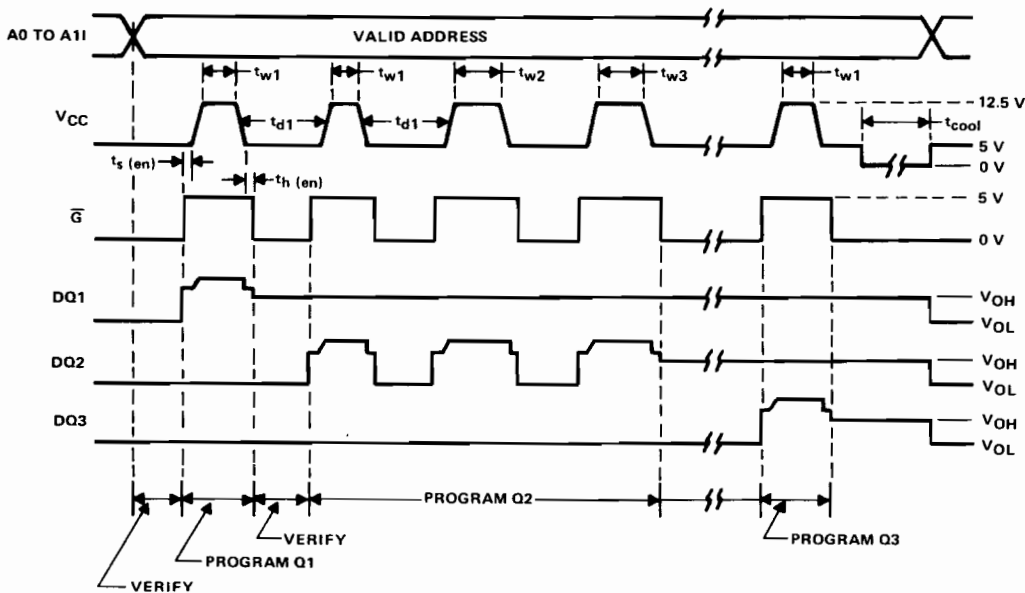 A0 TO A11
VALID ADDRESS
tw1
tw1
tw2
tw3
tw1
VCC
12.5 V
td1
td1
tcool
5 V
ts (en)
0 V
th (en)
G
5 V
0 V
DQ1
VOH
VOL
DQ2
VOH
VOL
DQ3
VOH
VOL
PROGRAM Q2
VERIFY
PROGRAM Q3
PROGRAM Q1
VERIFY